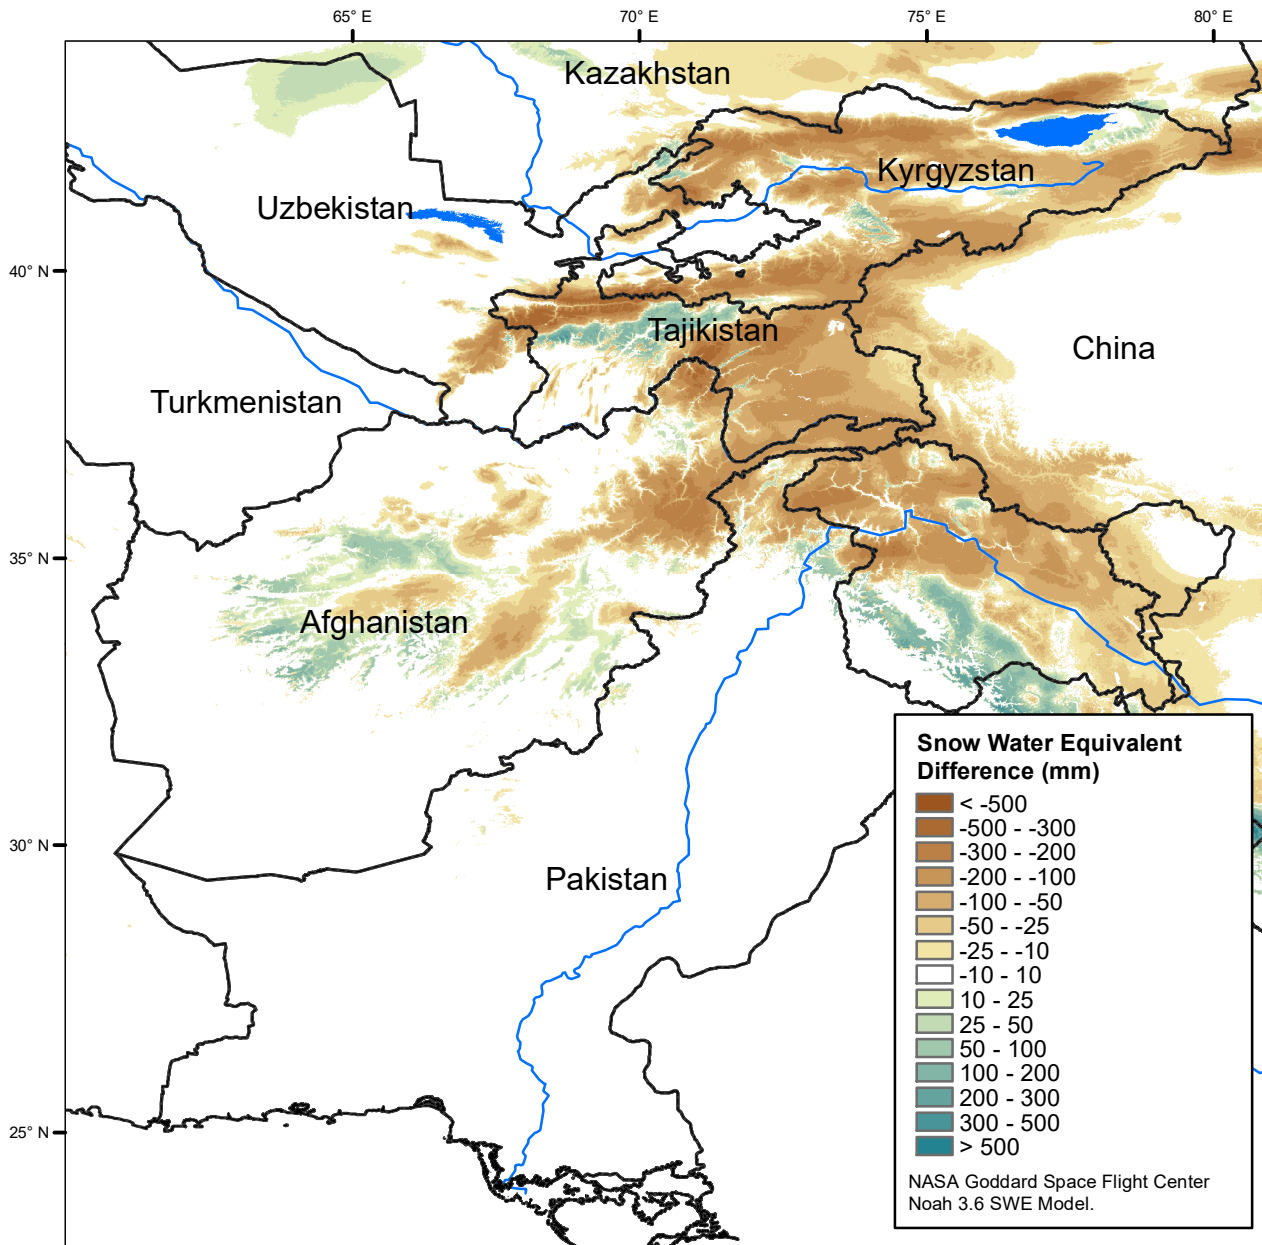 65° E
70° E
75° E
80° E
Kazakhstan
Kyrgyzstan
Uzbekistan
40° N
Tajikistan
China
Turkmenistan
35° N
Afghanistan
30° N
Pakistan
25° N
Snow Water Equivalent
Difference (mm)
< -500
-500 - -300
-300 - -200
-200 - -100
-100 - -50
-50 - -25
-25 - -10
-10 - 10
10 - 25
25 - 50
50 - 100
100 - 200
200 - 300
300 - 500
> 500
NASA Goddard Space Flight Center
Noah 3.6 SWE Model.